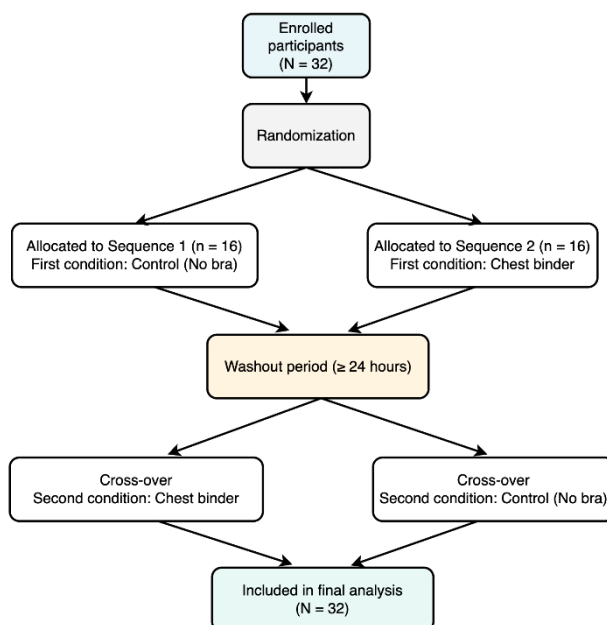 Enrolled
participants
(N = 32)
Randomization
Allocated to Sequence 1 (n = 16)
First condition: Control (No bra)
Allocated to Sequence 2 (n = 16)
First condition: Chest binder
Washout period (≥ 24 hours)
Cross-over
Second condition: Chest binder
Cross-over
Second condition: Control (No bra)
Included in final analysis
(N = 32)